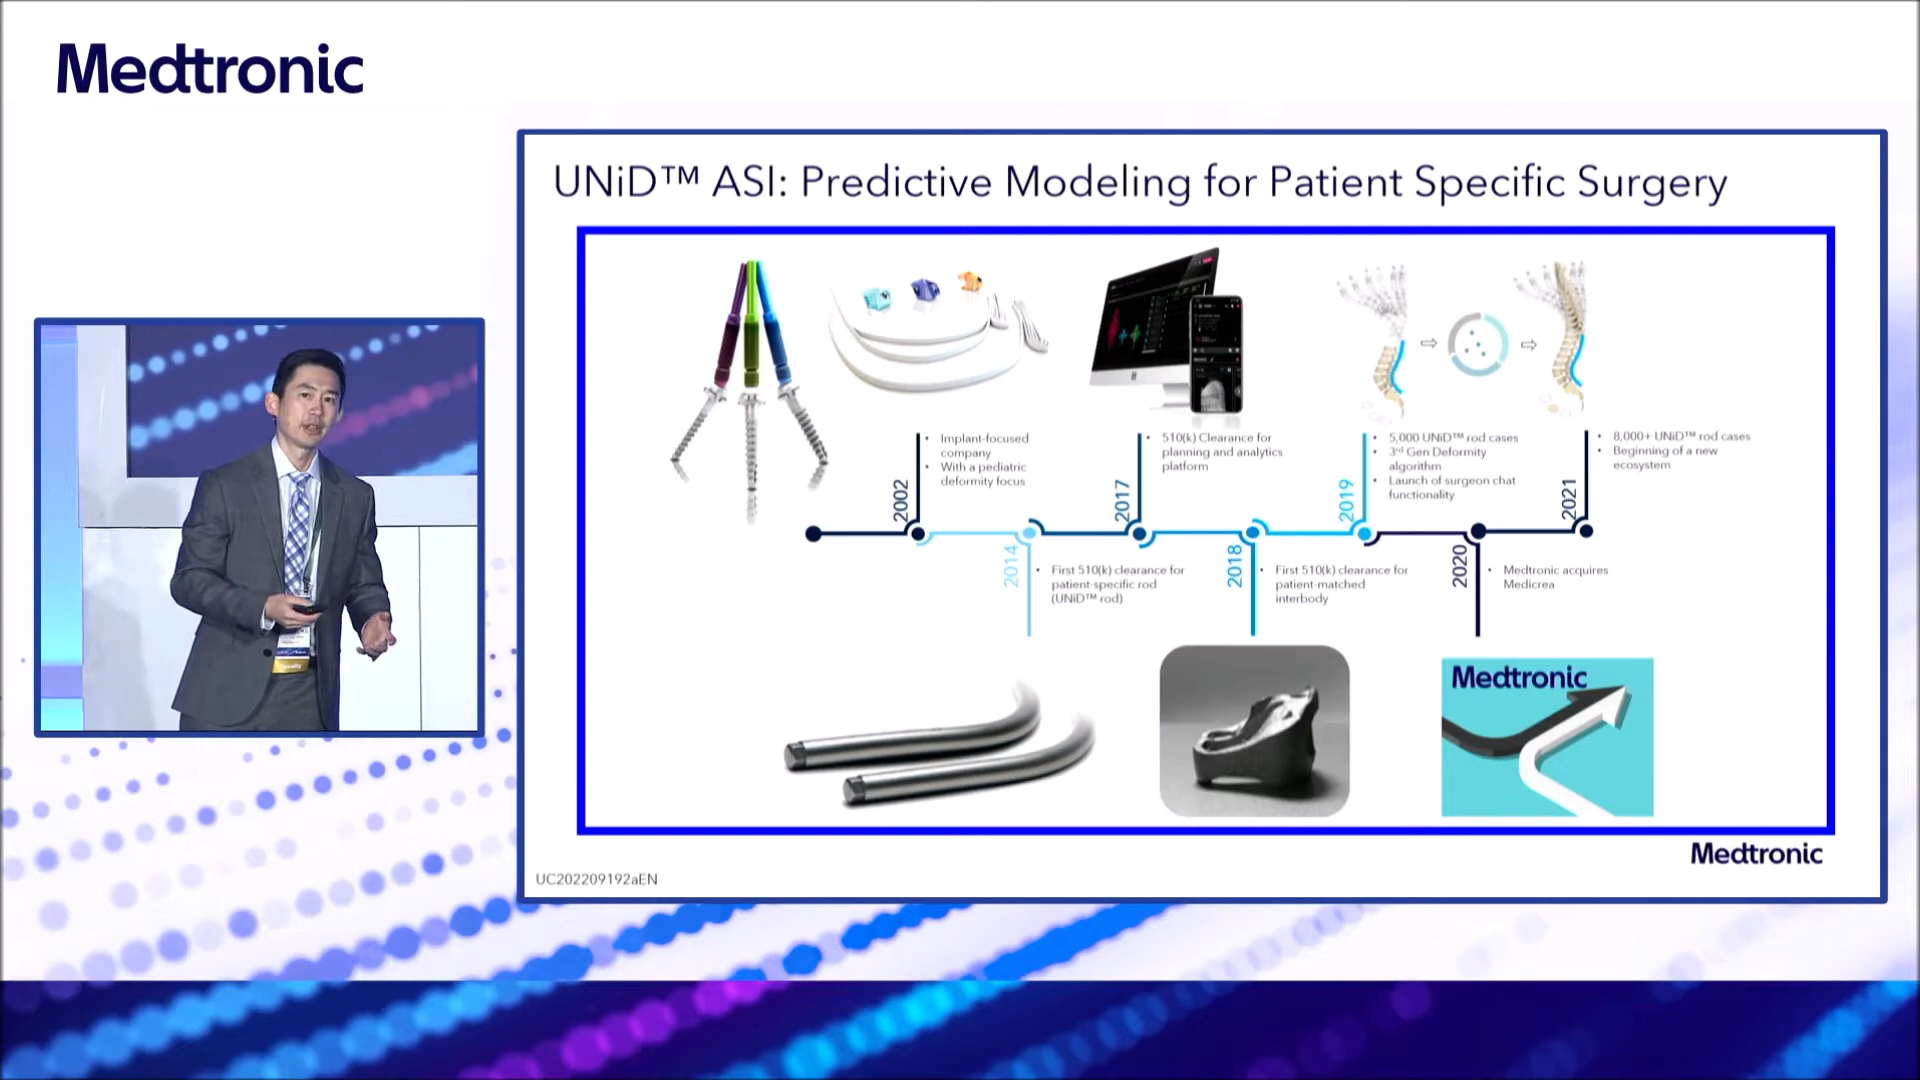 Medtronic
UNiD™ ASI: Predictive Modeling for Patient Specific Surgery
2002
• Implant-focused
company
• With a pediatric
deformity focus
2017
• 510(k) Clearance for
planning and analytics
platform
2019
• 5,000 UNiD™ rod cases
• 3rd Gen Deformity
algorithm
• Launch of surgeon chat
functionality
2021
• 8,000+ UNiD™ rod cases
• Beginning of a new
ecosystem
2014
• First 510(k) clearance for
patient-specific rod
(UNiD™ rod)
2018
• First 510(k) clearance for
patient-matched
interbody
2020
• Medtronic acquires
Medicrea
Medtronic
Medtronic
UC202209192aEN